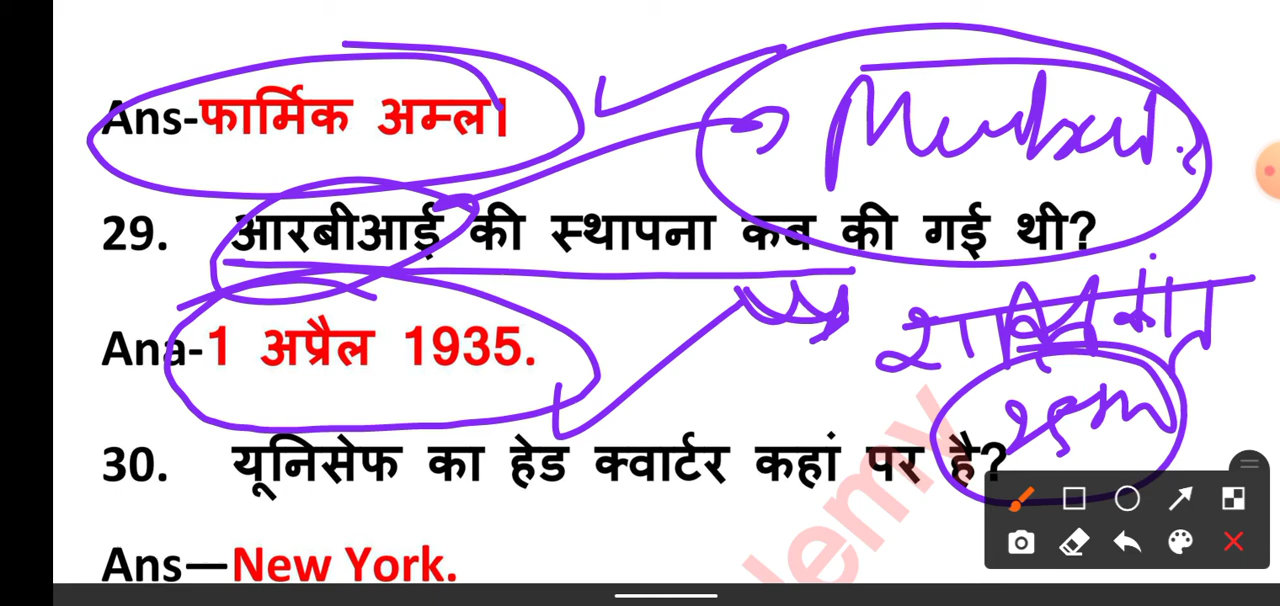 Ans-फार्मिक अम्ल।
Mumbai
29. आरबीआई की स्थापना कब की गई थी?
Ana-1 अप्रैल 1935.
30. यूनिसेफ का हेड क्वार्टर कहां पर है?
Ans—New York.